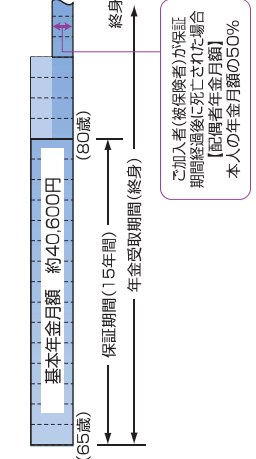 基本年金月額 約40,600円
(65歳)
(80歳)
保証期間(15年間)
年金受取期間(終身)
終身
ご加入者(被保険者)が保証
期間経過後に死亡された場合
【配偶者年金月額】
本人の年金月額の50%